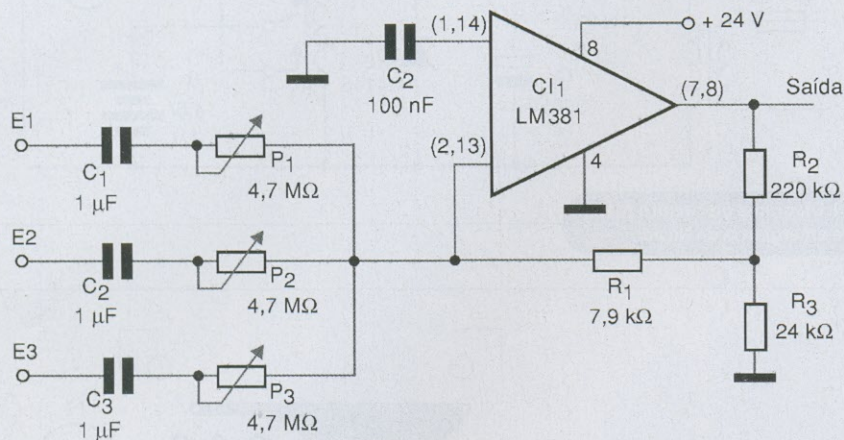 (1,14)
C2
100 nF
8
+ 24 V
CI1
LM381
(7,8)
Saída
(2,13)
4
E1
C1
1 µF
P1
4,7 MΩ
R2
220 kΩ
E2
C2
1 µF
P2
4,7 MΩ
R1
7,9 kΩ
R3
24 kΩ
E3
C3
1 µF
P3
4,7 MΩ